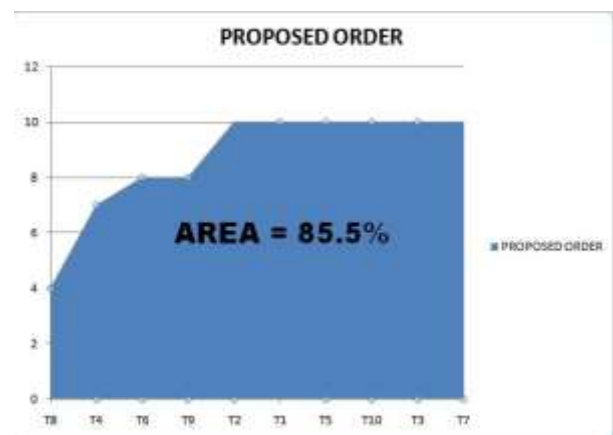 PROPOSED ORDER
12
10
8
6
4
2
0
AREA = 85.5%
PROPOSED ORDER
T8 T4 T6 T9 T2 T1 T5 T10 T3 T7